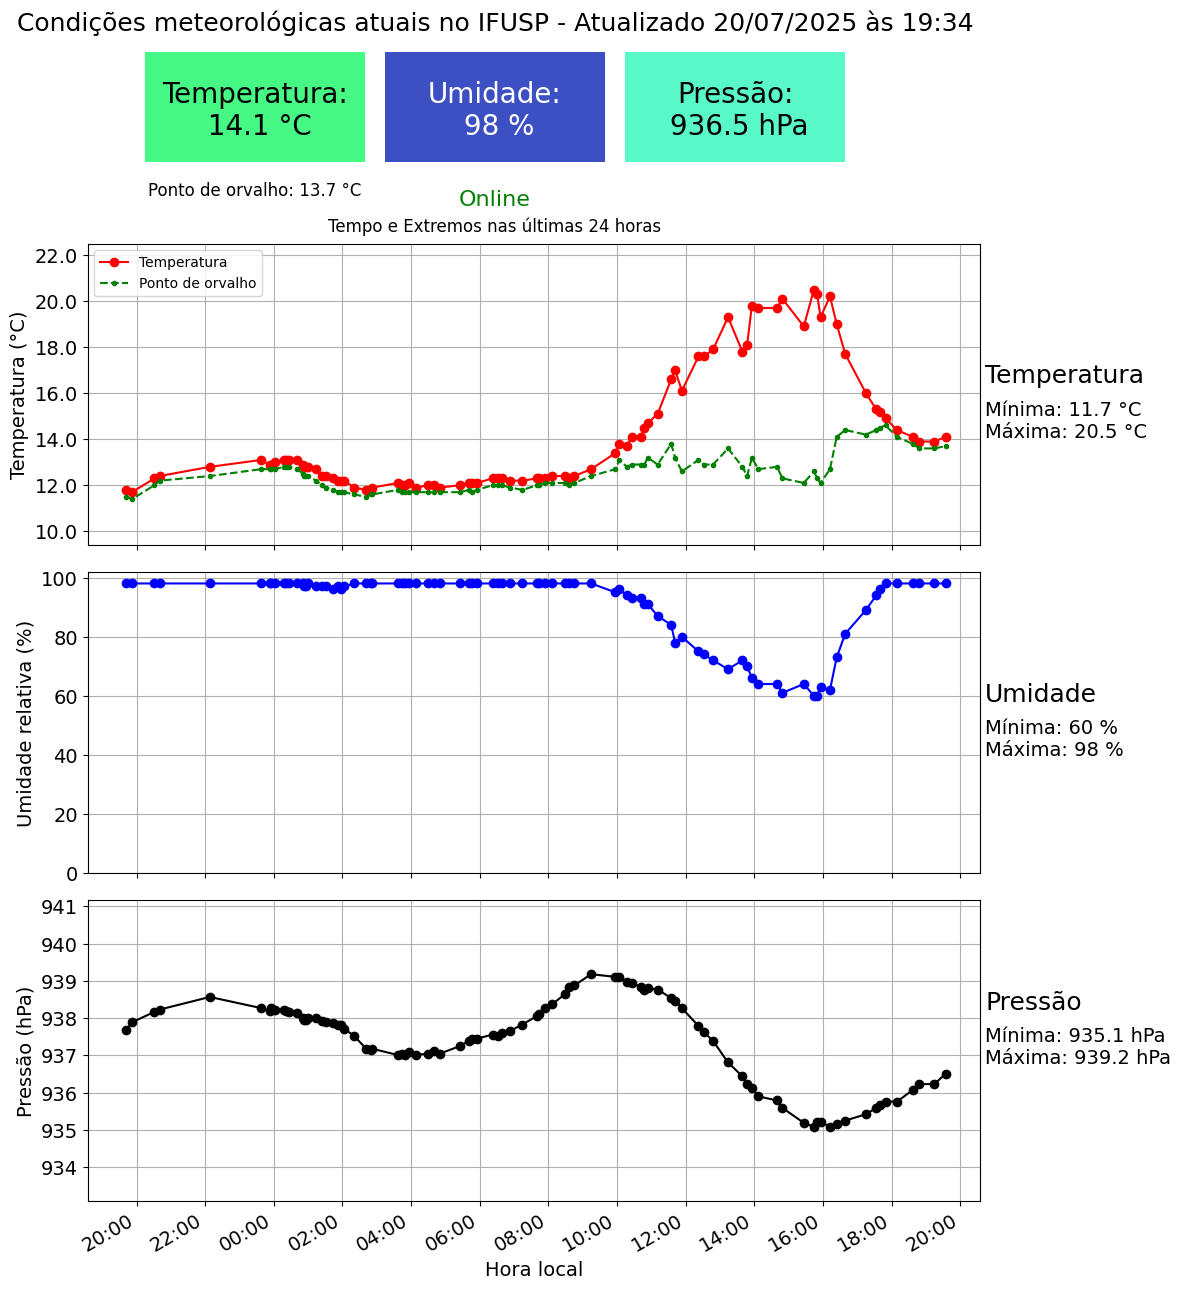 Condições meteorológicas atuais no IFUSP - Atualizado 20/07/2025 às 19:34
Temperatura:
14.1 °C
Umidade:
98 %
Pressão:
936.5 hPa
Ponto de orvalho: 13.7 °C
Online
Tempo e Extremos nas últimas 24 horas
Temperatura (°C)
22.0
20.0
18.0
16.0
14.0
12.0
10.0
Temperatura
Ponto de orvalho
Temperatura
Mínima: 11.7 °C
Máxima: 20.5 °C
Umidade relativa (%)
100
80
60
40
20
0
Umidade
Mínima: 60 %
Máxima: 98 %
Pressão (hPa)
941
940
939
938
937
936
935
934
Pressão
Mínima: 935.1 hPa
Máxima: 939.2 hPa
20:00 22:00 00:00 02:00 04:00 06:00 08:00 10:00 12:00 14:00 16:00 18:00 20:00
Hora local